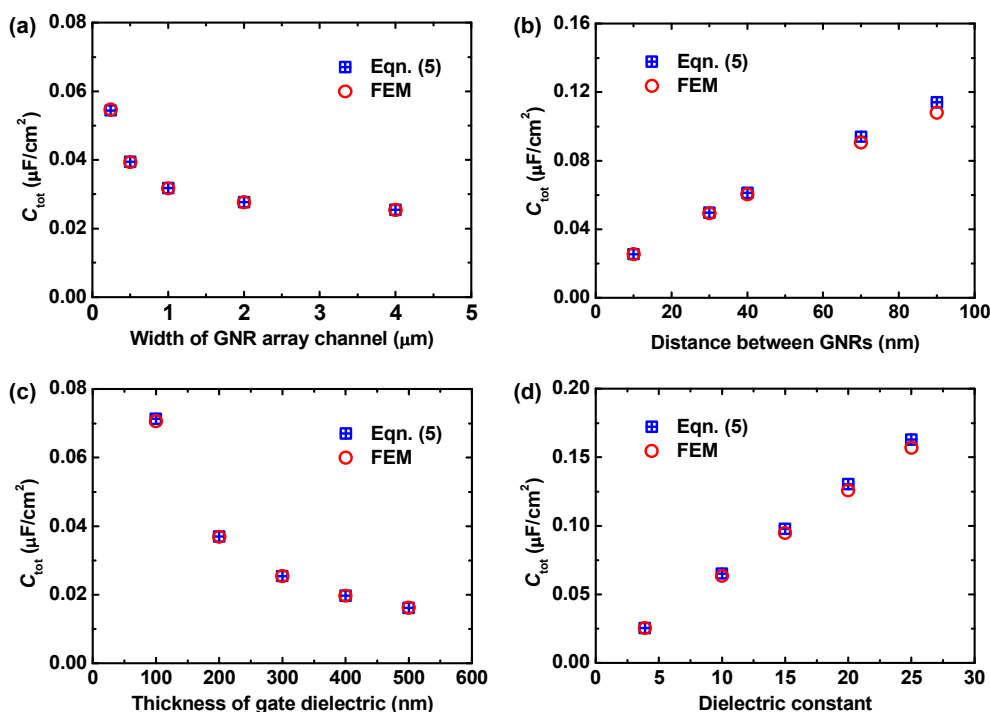 (a)
0.08
0.06
0.04
0.02
0.00
C_tot (μF/cm²)
Eqn. (5)
FEM
0 1 2 3 4 5
Width of GNR array channel (μm)
(b)
0.16
0.12
0.08
0.04
0.00
C_tot (μF/cm²)
Eqn. (5)
FEM
0 20 40 60 80 100
Distance between GNRs (nm)
(c)
0.08
0.06
0.04
0.02
0.00
C_tot (μF/cm²)
Eqn. (5)
FEM
0 100 200 300 400 500 600
Thickness of gate dielectric (nm)
(d)
0.20
0.15
0.10
0.05
0.00
C_tot (μF/cm²)
Eqn. (5)
FEM
0 5 10 15 20 25 30
Dielectric constant